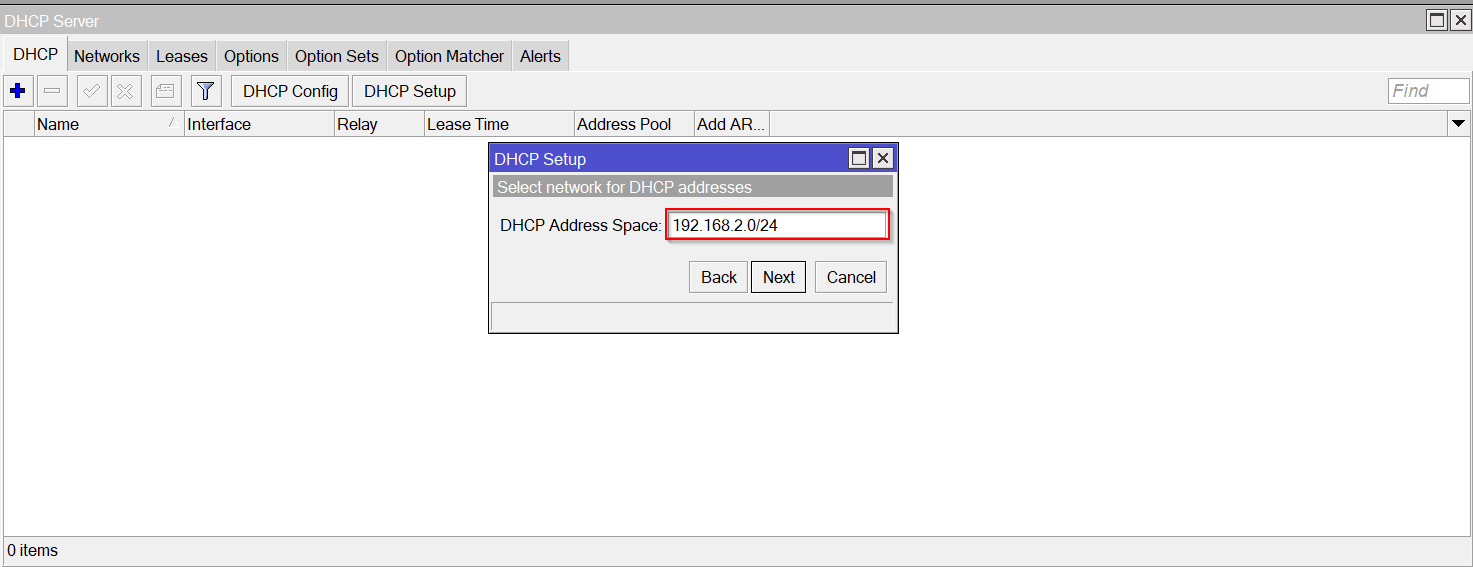 DHCP Server
DHCP Networks Leases Options Option Sets Option Matcher Alerts
DHCP Config DHCP Setup Find
Name Interface Relay Lease Time Address Pool Add AR...
DHCP Setup
Select network for DHCP addresses
DHCP Address Space: 192.168.2.0/24
Back Next Cancel
0 items